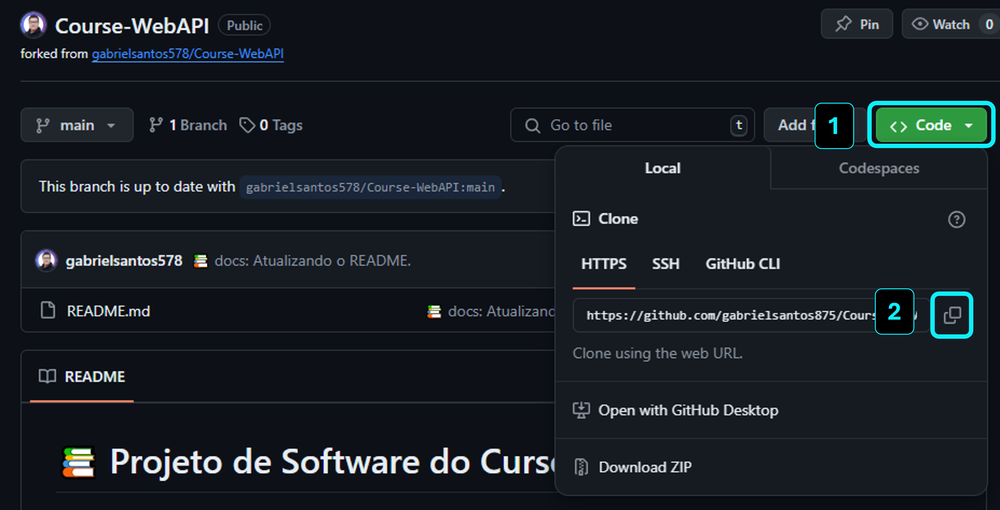 Course-WebAPI Public
Pin Watch 0
forked from gabrielsantos578/Course-WebAPI
main 1 Branch 0 Tags
Go to file t Add 1 Code
Local Codespaces
This branch is up to date with gabrielsantos578/Course-WebAPI:main.
Clone
gabrielsantos578 docs: Atualizando o README.
HTTPS SSH GitHub CLI
README.md docs:
https://github.com/gabrielsantos875/ 2
Clone using the web URL.
README
Open with GitHub Desktop
Projeto de Software do
Download ZIP